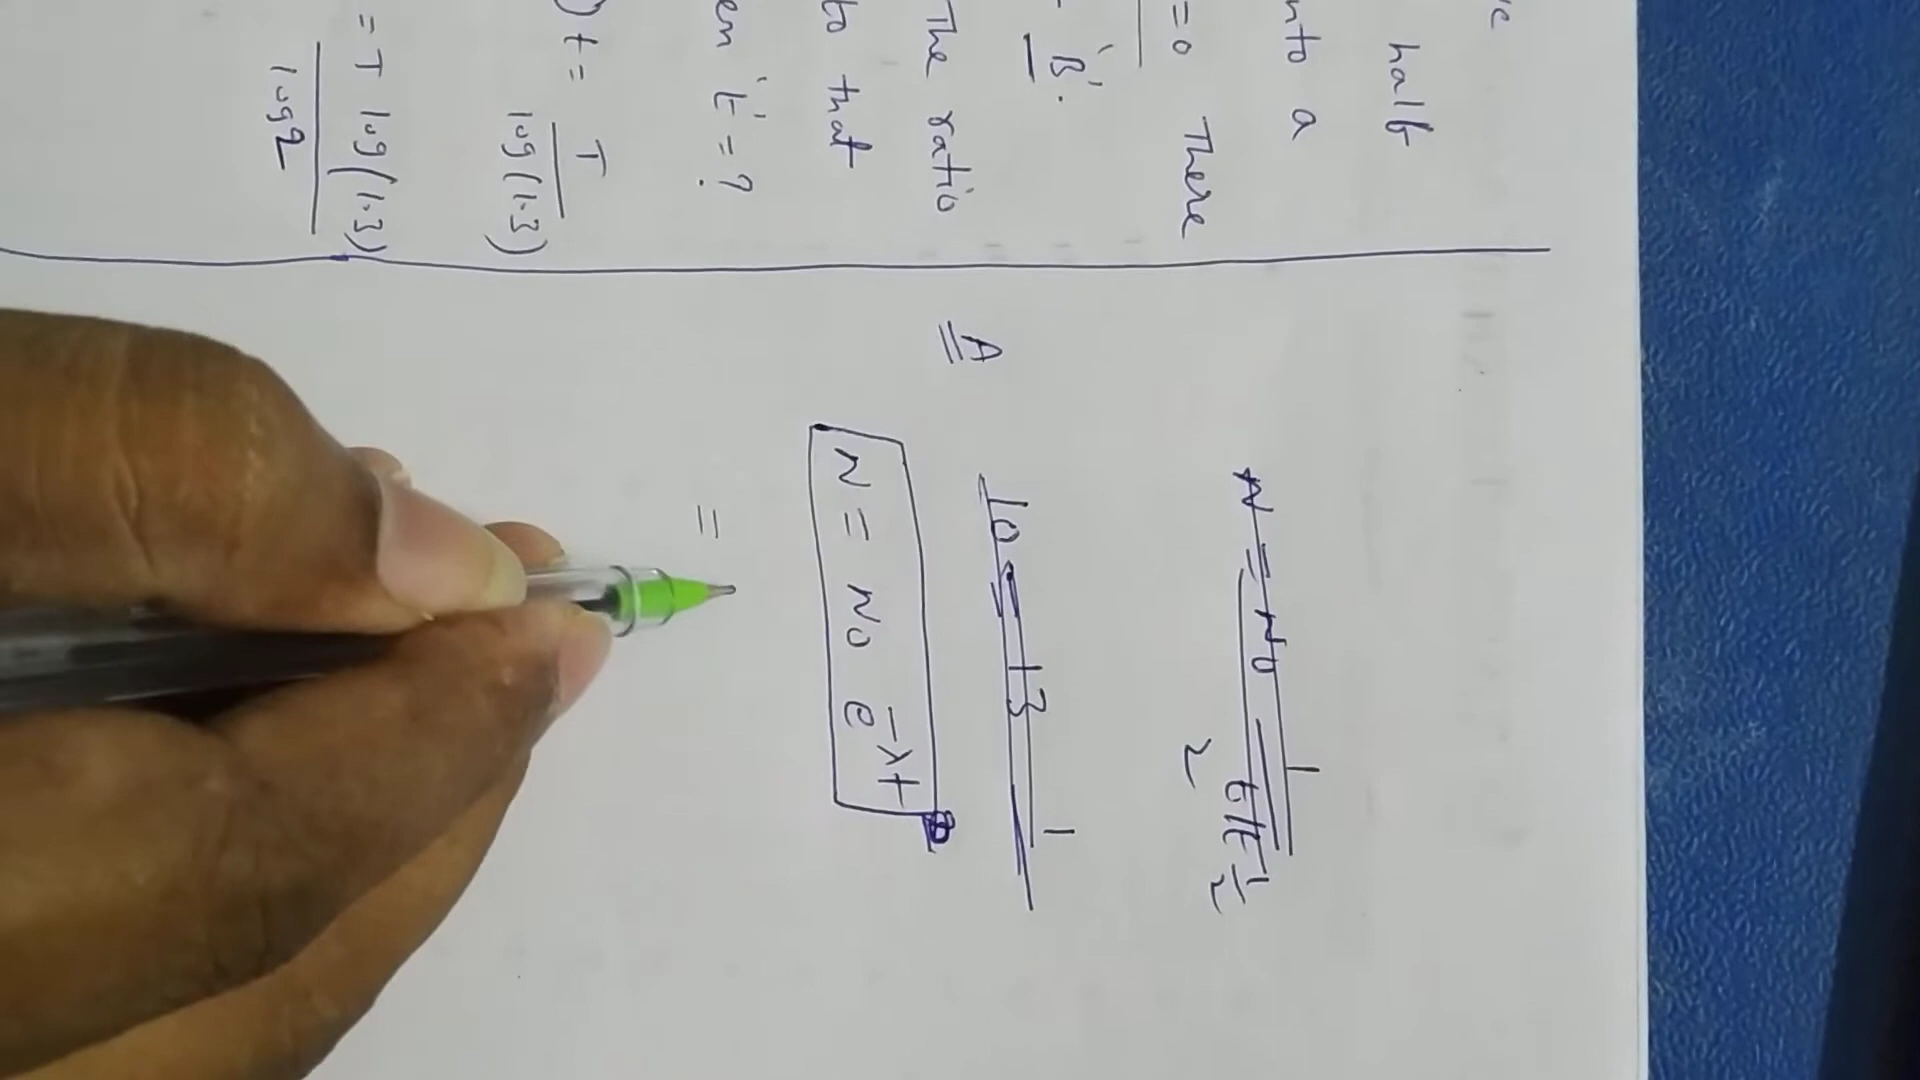 half
nto a
=0 There
- 'B'.
The ratio
to that
en 't' = ?
) t = T / log(1.3)
= T log(1.3) / log2
N = N0 1 / 2 t/t 1/2
A
10 = 13 1
N = N0 e^-λt
=